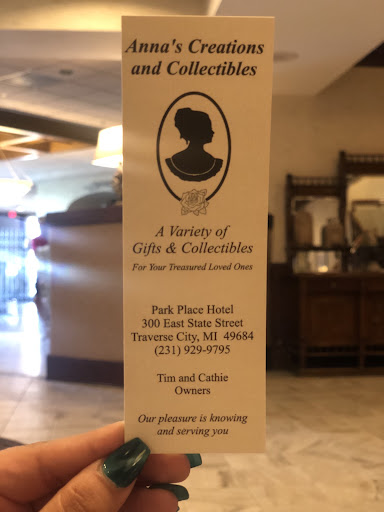 Anna's Creations
and Collectibles
A Variety of
Gifts & Collectibles
For Your Treasured Loved Ones
Park Place Hotel
300 East State Street
Traverse City, MI 49684
(231) 929-9795
Tim and Cathie
Owners
Our pleasure is knowing
and serving you